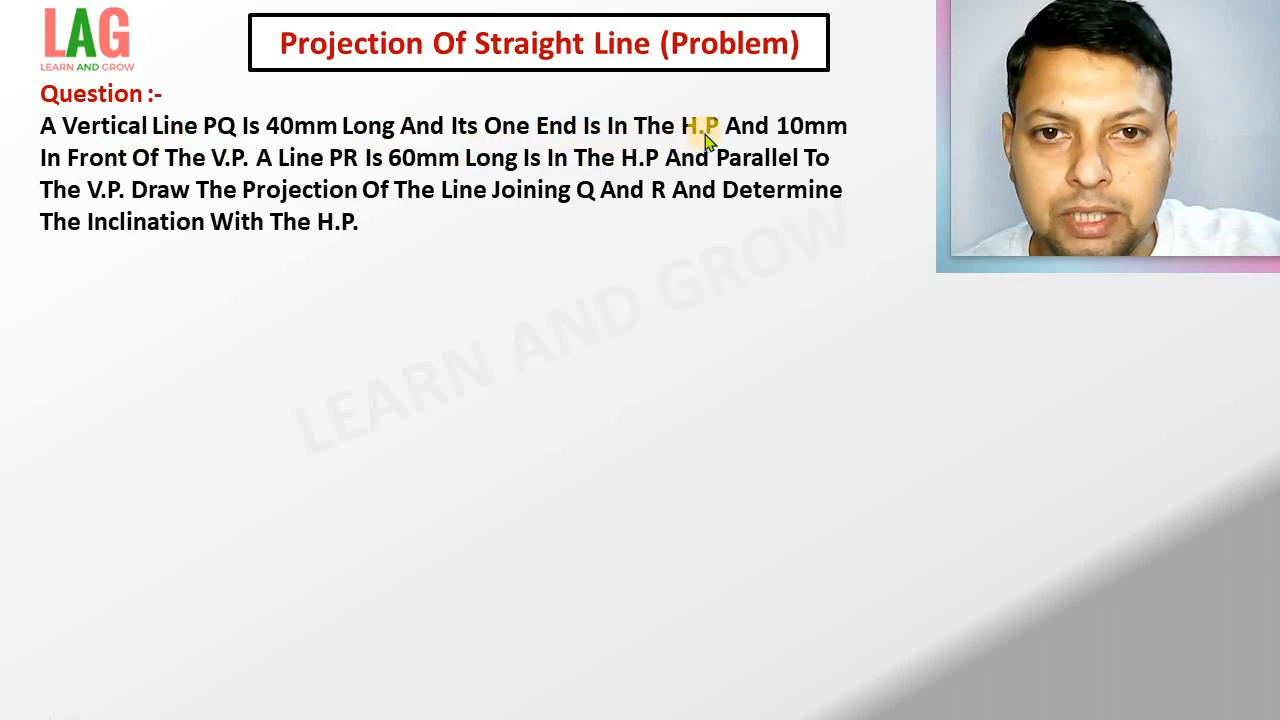 LAG
LEARN AND GROW
Projection Of Straight Line (Problem)
Question :-
A Vertical Line PQ Is 40mm Long And Its One End Is In The H.P And 10mm
In Front Of The V.P. A Line PR Is 60mm Long Is In The H.P And Parallel To
The V.P. Draw The Projection Of The Line Joining Q And R And Determine
The Inclination With The H.P.
LEARN AND GROW